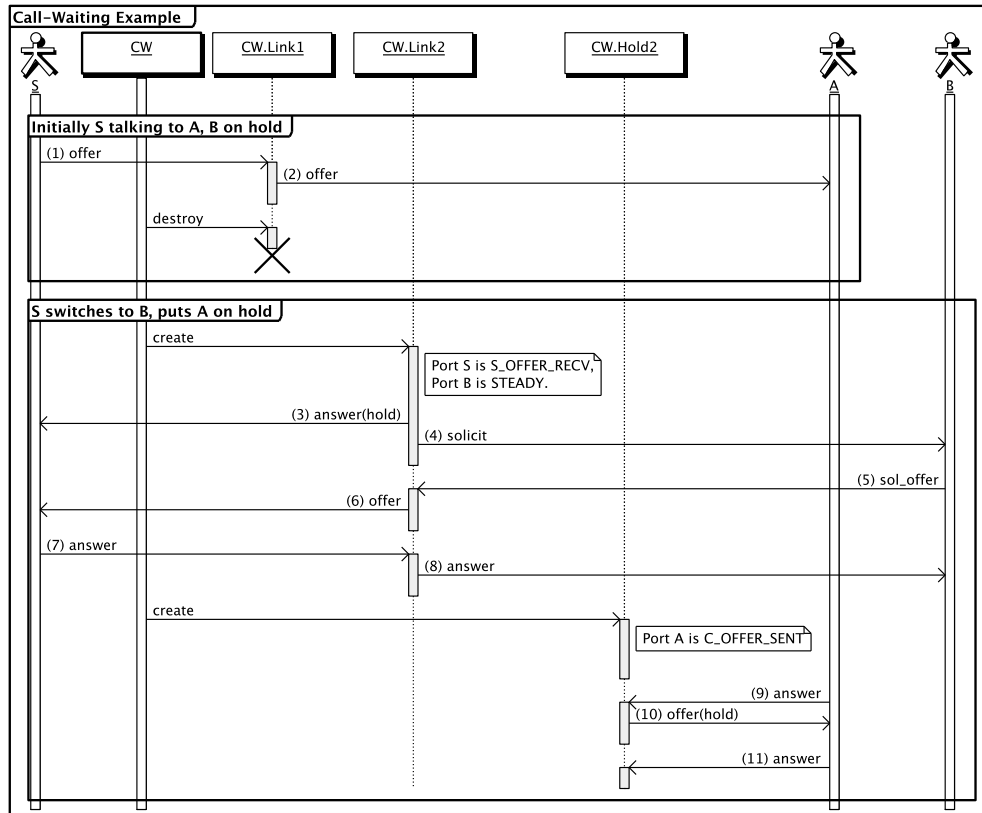 Call-Waiting Example
S
CW
CW.Link1
CW.Link2
CW.Hold2
A
B
Initially S talking to A, B on hold
(1) offer
(2) offer
destroy
S switches to B, puts A on hold
create
Port S is S_OFFER_RECV,
Port B is STEADY.
(3) answer(hold)
(4) solicit
(5) sol_offer
(6) offer
(7) answer
(8) answer
create
Port A is C_OFFER_SENT
(9) answer
(10) offer(hold)
(11) answer